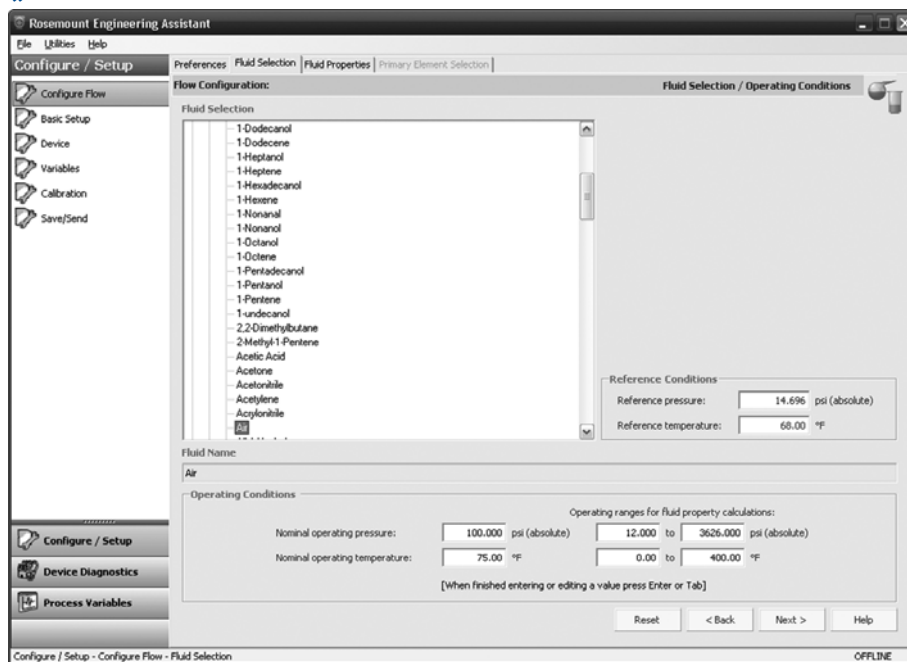 Rosemount Engineering Assistant
File Utilities Help
Configure / Setup
Preferences Fluid Selection Fluid Properties Primary Element Selection
Configure Flow
Basic Setup
Device
Variables
Calibration
Save/Send
Flow Configuration: Fluid Selection / Operating Conditions
Fluid Selection
1-Dodecanol
1-Dodecene
1-Heptanol
1-Heptene
1-Hexadecanol
1-Hexene
1-Nonanal
1-Nonanol
1-Octanol
1-Octene
1-Pentadecanol
1-Pentanol
1-Pentene
1-undecanol
2,2-Dimethylbutane
2-Methyl-1-Pentene
Acetic Acid
Acetone
Acetonitrile
Acetylene
Acrylonitrile
Air
Reference Conditions
Reference pressure: 14.696 psi (absolute)
Reference temperature: 68.00 °F
Fluid Name
Air
Operating Conditions
Operating ranges for fluid property calculations:
Nominal operating pressure: 100.000 psi (absolute) 12.000 to 3626.000 psi (absolute)
Nominal operating temperature: 75.00 °F 0.00 to 400.00 °F
[When finished entering or editing a value press Enter or Tab]
Configure / Setup
Device Diagnostics
Process Variables
Reset < Back Next > Help
Configure / Setup - Configure Flow - Fluid Selection OFFLINE